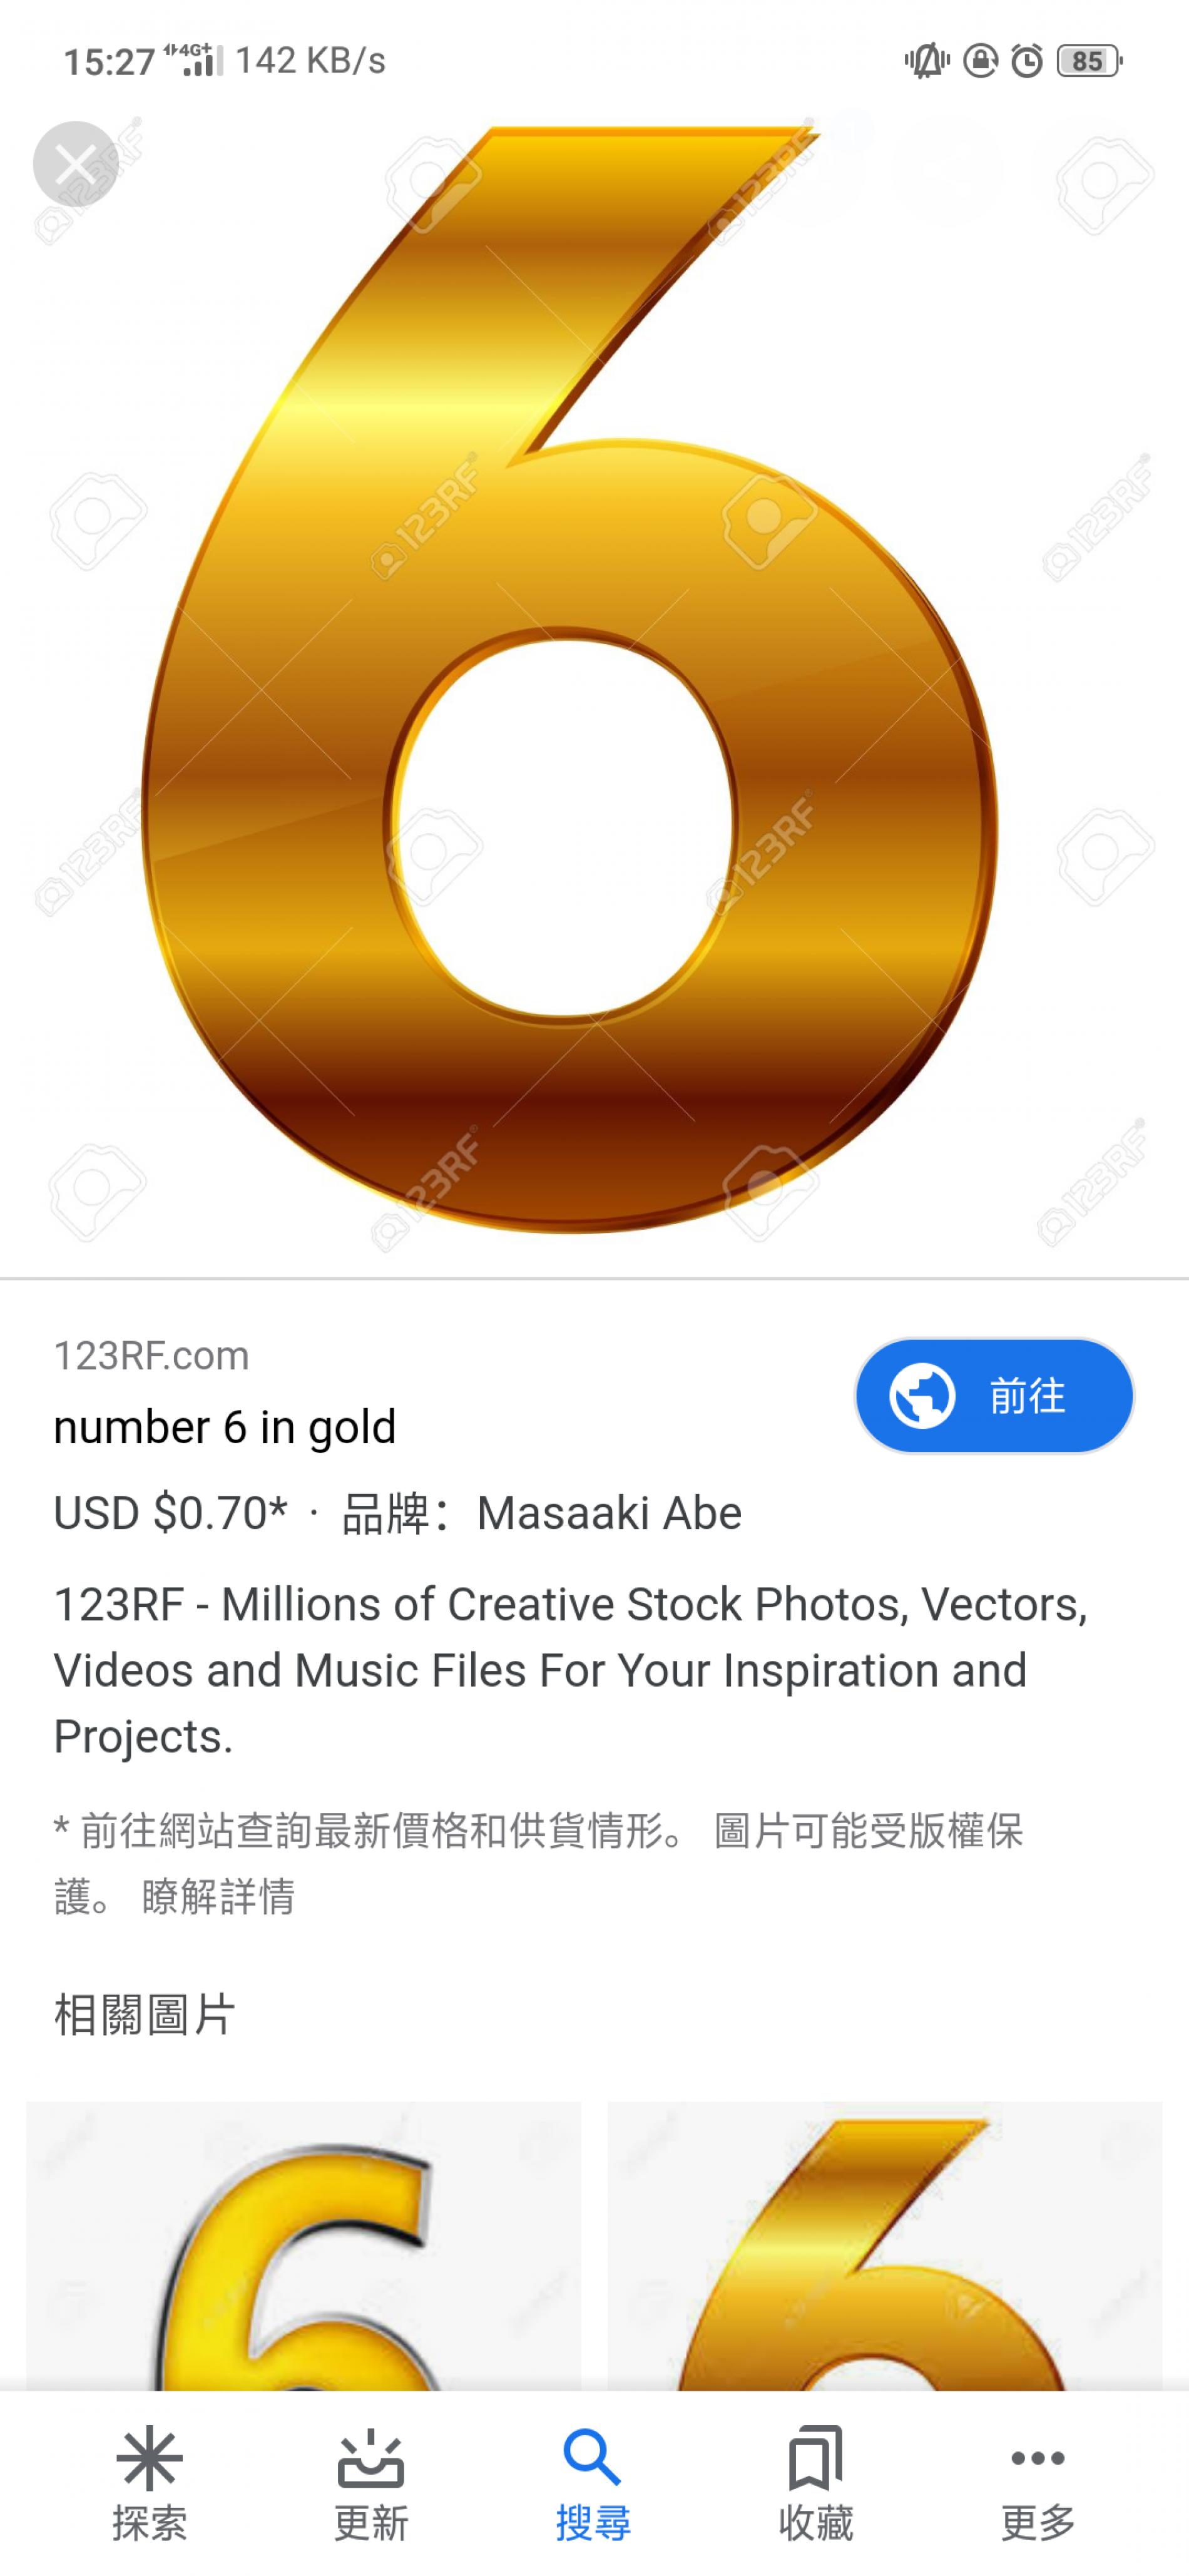 15:27 4G+ 142 KB/s 85
6
123RF
123RF
123RF
123RF
123RF
123RF
123RF
123RF
123RF.com
前往
number 6 in gold
USD $0.70* · 品牌：Masaaki Abe
123RF - Millions of Creative Stock Photos, Vectors,
Videos and Music Files For Your Inspiration and
Projects.
* 前往網站查詢最新價格和供貨情形。 圖片可能受版權保
護。 瞭解詳情
相關圖片
6 6
探索 更新 搜尋 收藏 更多